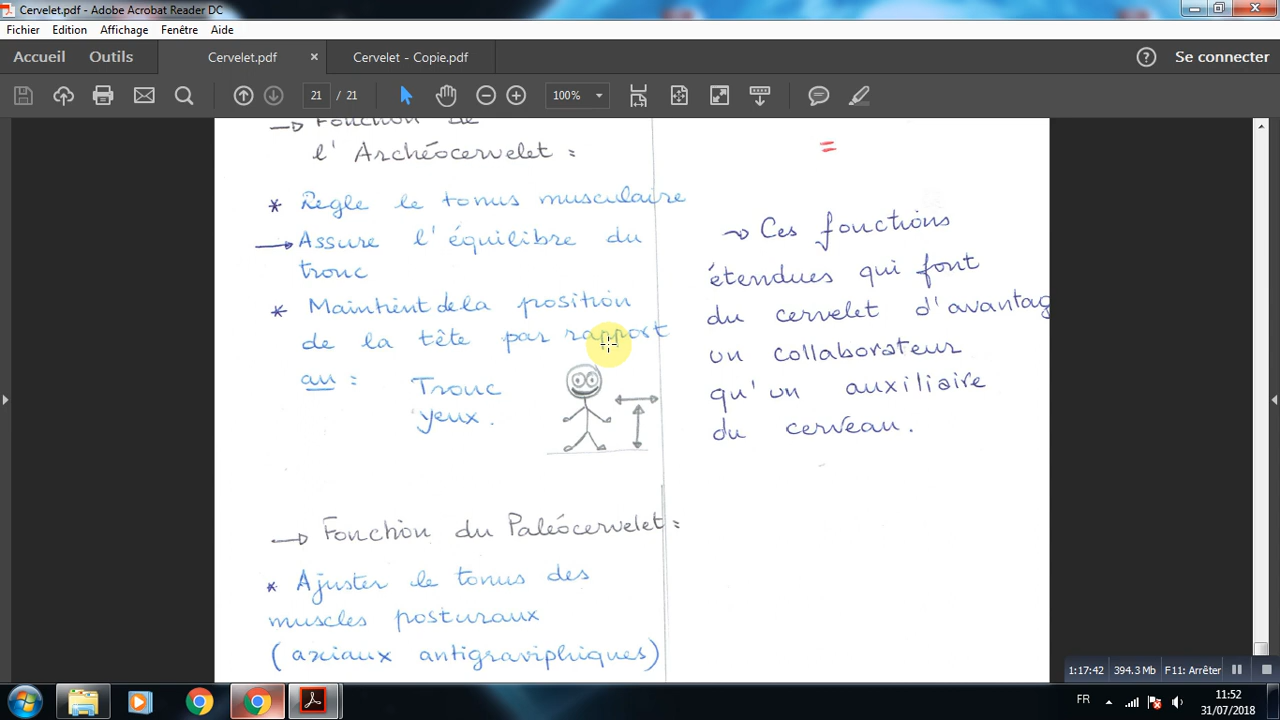 Cervelet.pdf - Adobe Acrobat Reader DC
Fichier Edition Affichage Fenêtre Aide
Accueil Outils Cervelet.pdf × Cervelet - Copie.pdf ? Se connecter
21 / 21 100%
→ Fonction de
l'Archéocervelet :
* Regle le tonus musculaire
→ Assure l'équilibre du
tronc
* Maintient de la position
de la tête par rapport
au : Tronc
Yeux.
→ Fonction du Paléocervelet :
* Ajuster le tonus des
muscles posturaux
(axiaux antigraviphiques)
=
→ Ces fonctions
étendues qui font
du cervelet d'avantag
un collaborateur
qu'un auxiliaire
du cerveau.
1:17:42 394.3 Mb F11: Arrêter
FR 11:52
31/07/2018